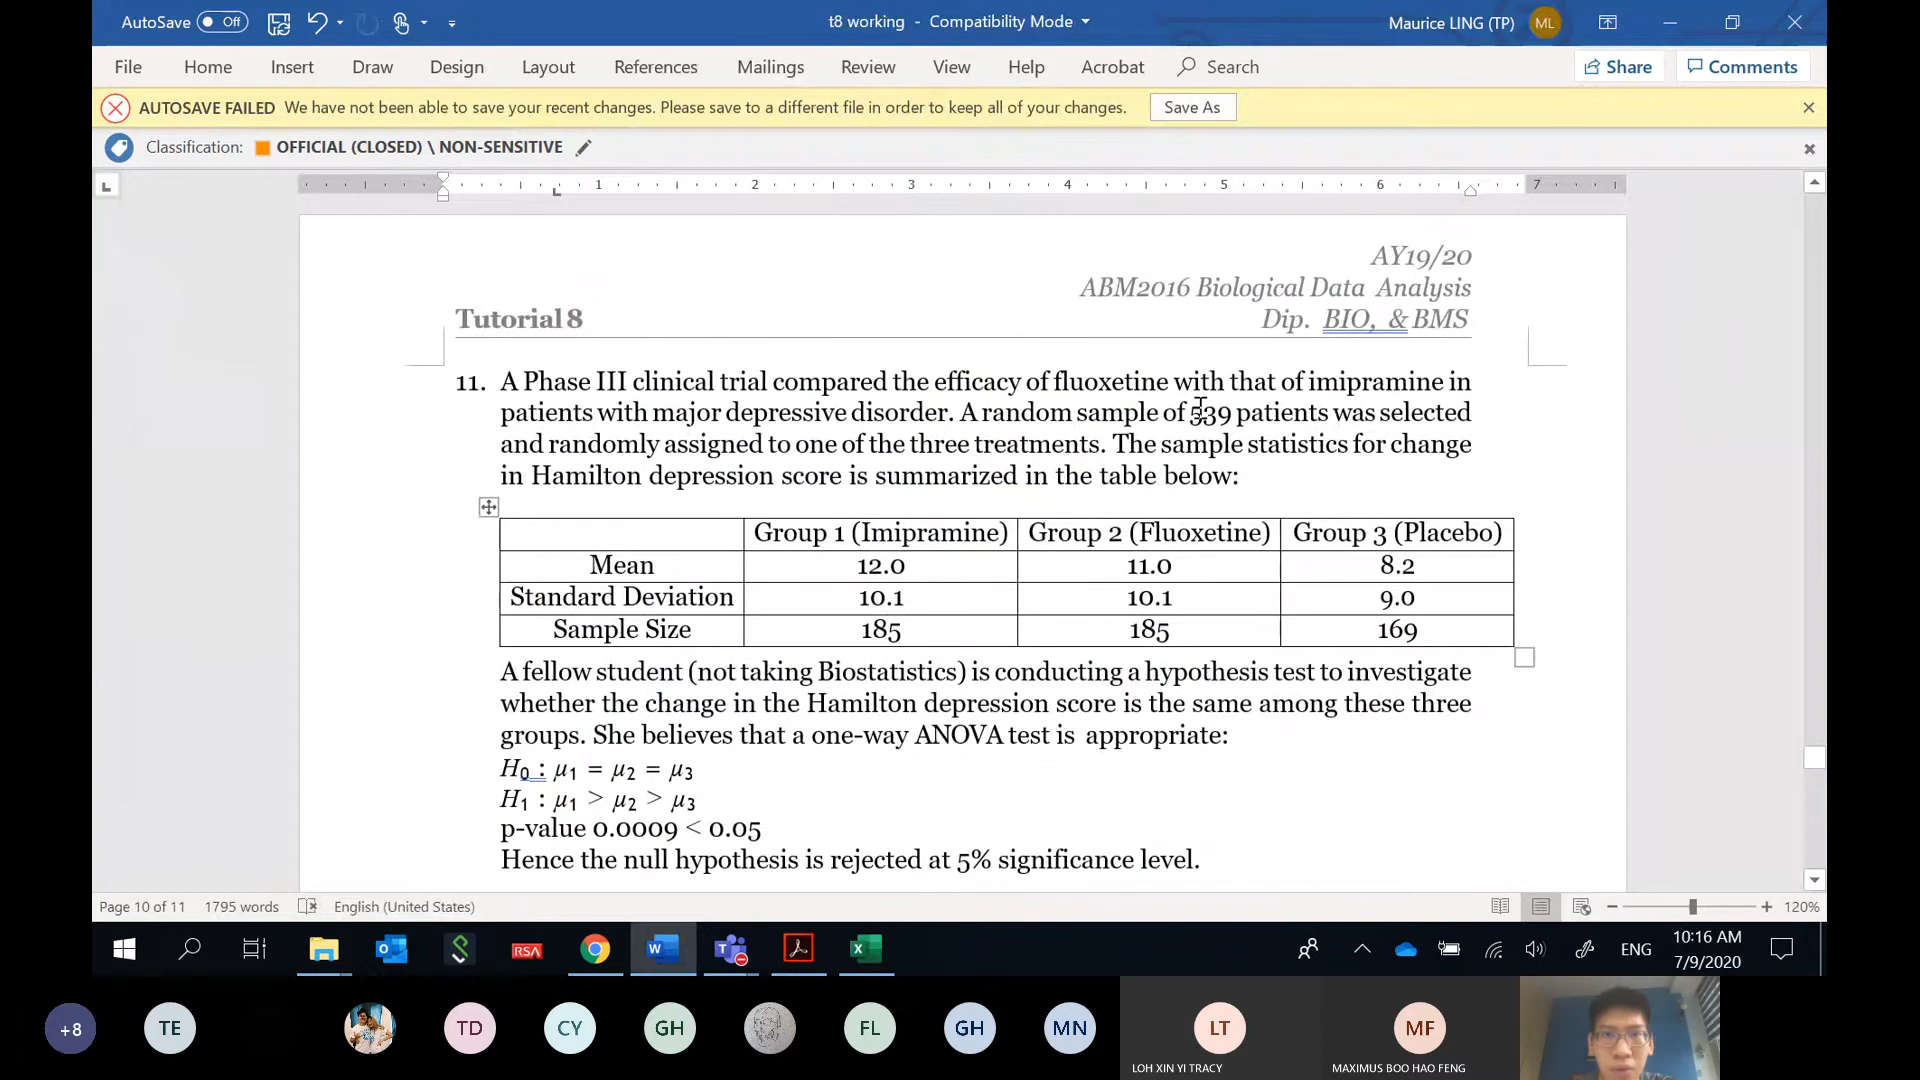 AutoSave Off t8 working - Compatibility Mode Maurice LING (TP) ML
File Home Insert Draw Design Layout References Mailings Review View Help Acrobat Search Share Comments
AUTOSAVE FAILED We have not been able to save your recent changes. Please save to a different file in order to keep all of your changes. Save As
Classification: OFFICIAL (CLOSED) \ NON-SENSITIVE
1 2 3 4 5 6 7
AY19/20
ABM2016 Biological Data Analysis
Tutorial 8 Dip. BIO, & BMS
11. A Phase III clinical trial compared the efficacy of fluoxetine with that of imipramine in
patients with major depressive disorder. A random sample of 539 patients was selected
and randomly assigned to one of the three treatments. The sample statistics for change
in Hamilton depression score is summarized in the table below:
Group 1 (Imipramine) Group 2 (Fluoxetine) Group 3 (Placebo)
Mean 12.0 11.0 8.2
Standard Deviation 10.1 10.1 9.0
Sample Size 185 185 169
A fellow student (not taking Biostatistics) is conducting a hypothesis test to investigate
whether the change in the Hamilton depression score is the same among these three
groups. She believes that a one-way ANOVA test is appropriate:
H₀ : μ₁ = μ₂ = μ₃
H₁ : μ₁ > μ₂ > μ₃
p-value 0.0009 < 0.05
Hence the null hypothesis is rejected at 5% significance level.
Page 10 of 11 1795 words English (United States) 120%
RSA ENG 10:16 AM
7/9/2020
+8 TE TD CY GH FL GH MN LT MF
LOH XIN YI TRACY MAXIMUS BOO HAO FENG